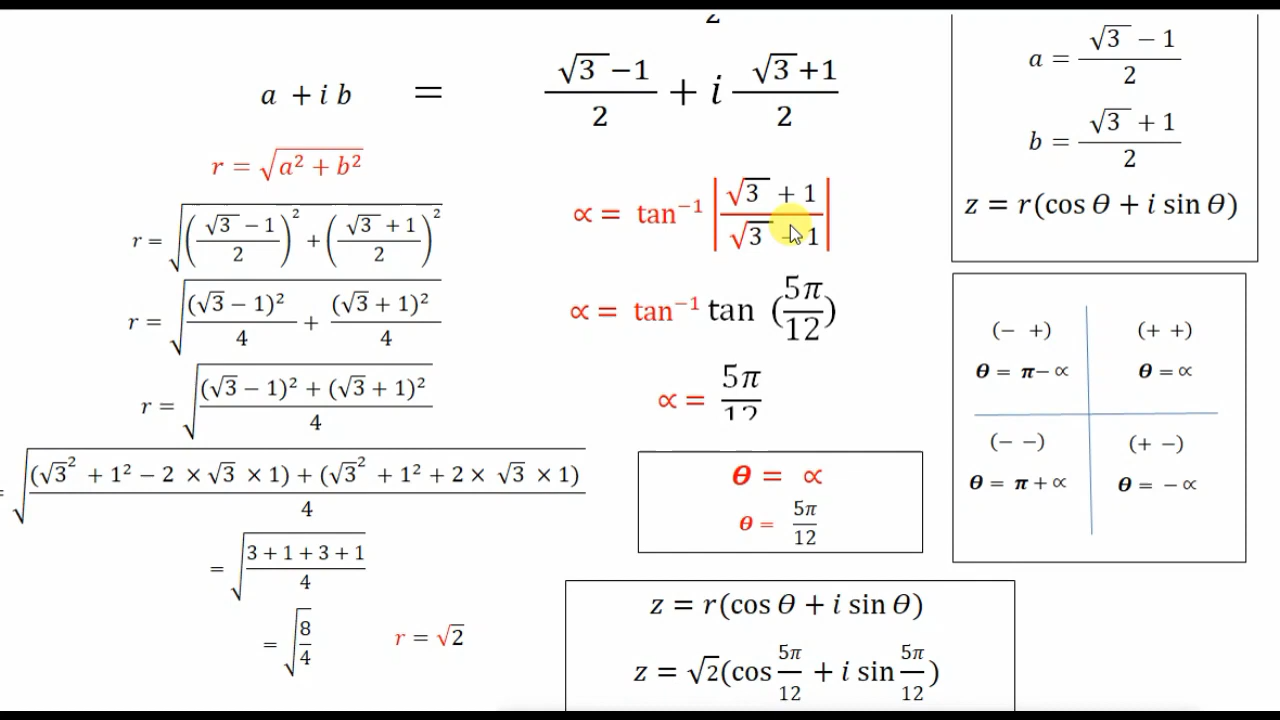 a + i b = (√3 − 1)/2 + i (√3 + 1)/2
r = √(a² + b²)
r = √(((√3 − 1)/2)² + ((√3 + 1)/2)²)
r = √((√3 − 1)²/4 + (√3 + 1)²/4)
r = √(((√3 − 1)² + (√3 + 1)²)/4)
= √(((√3² + 1² − 2 × √3 × 1) + (√3² + 1² + 2 × √3 × 1))/4)
= √((3 + 1 + 3 + 1)/4)
= √(8/4) r = √2
∝ = tan⁻¹ |(√3 + 1)/(√3 − 1)|
∝ = tan⁻¹ tan (5π/12)
∝ = 5π/12
θ = ∝
θ = 5π/12
z = r(cos θ + i sin θ)
z = √2(cos 5π/12 + i sin 5π/12)
a = (√3 − 1)/2
b = (√3 + 1)/2
z = r(cos θ + i sin θ)
(− +) (+ +)
θ = π − ∝ θ = ∝
(− −) (+ −)
θ = π + ∝ θ = − ∝